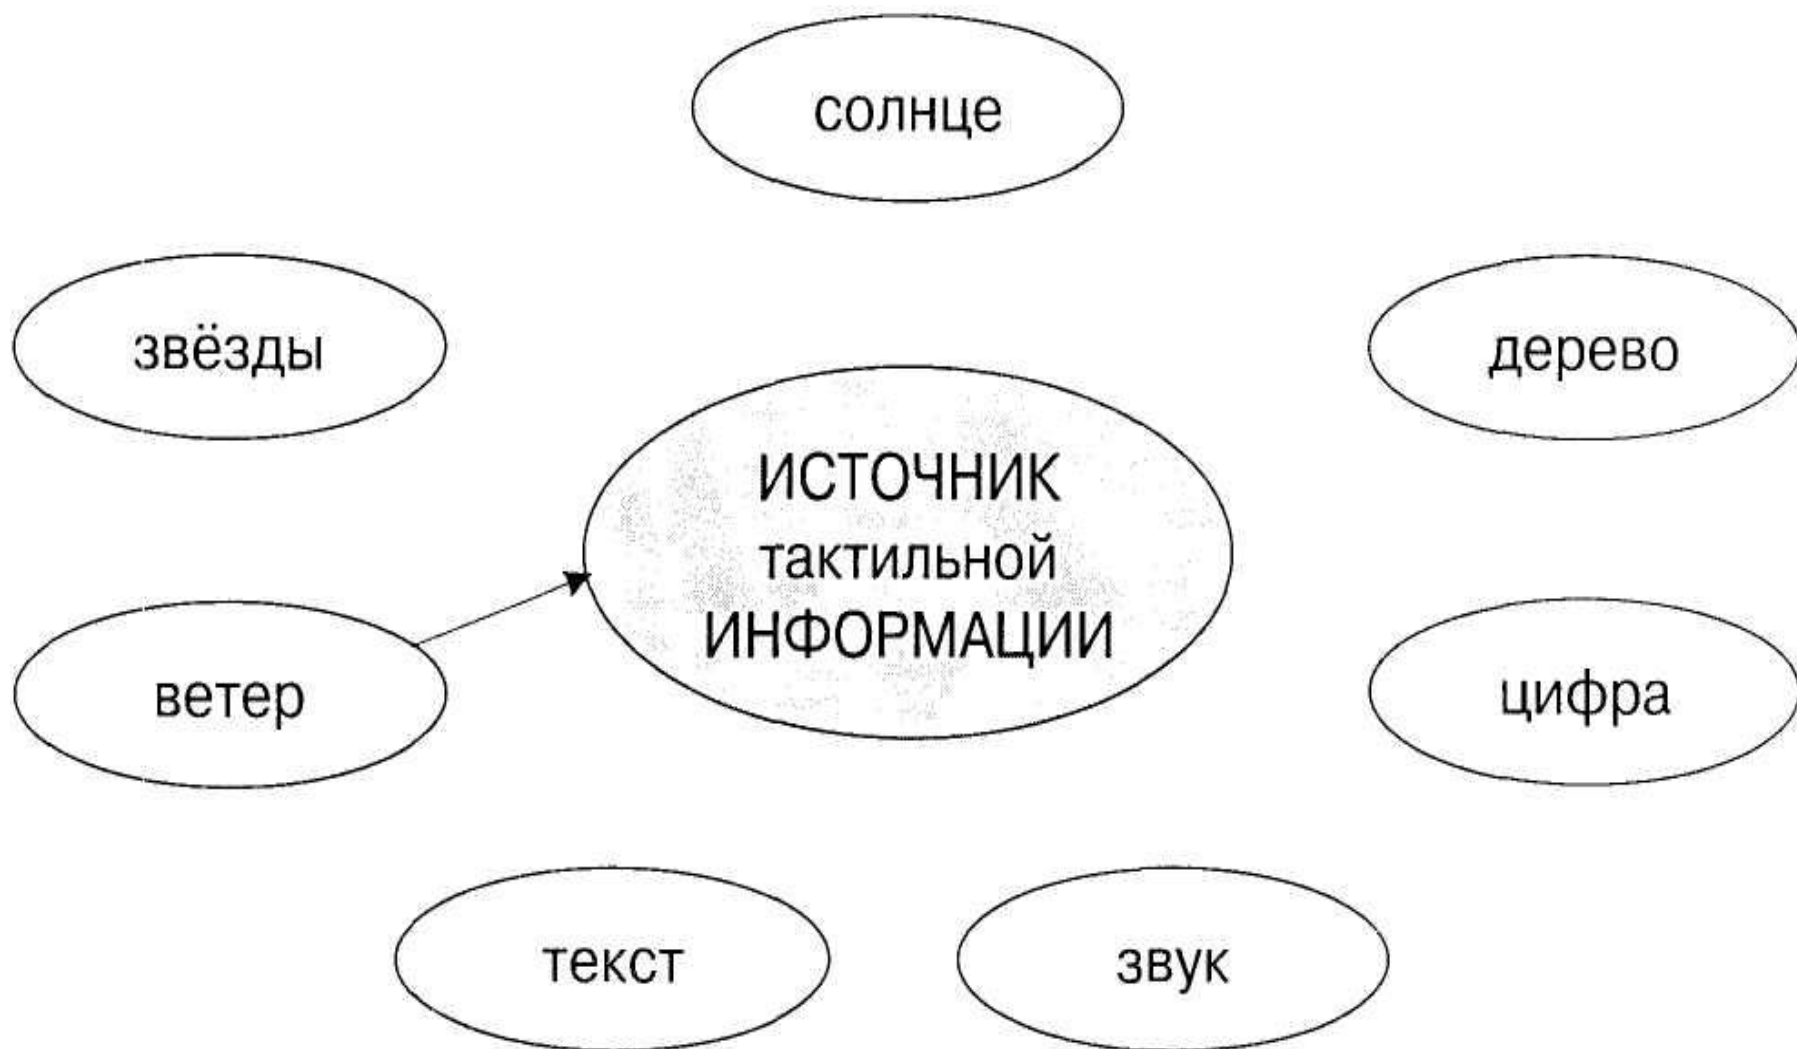 солнце
звёзды
дерево
ИСТОЧНИК
тактильной
ИНФОРМАЦИИ
ветер
цифра
текст
звук